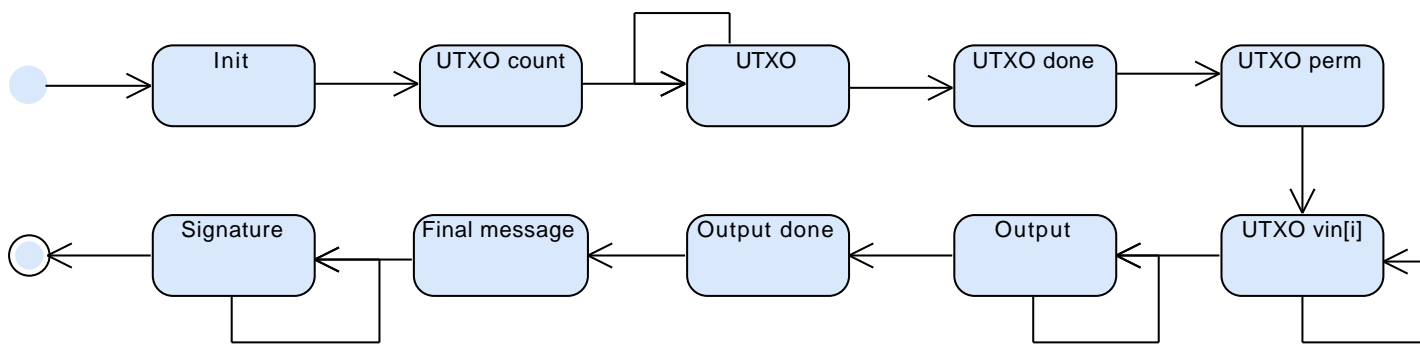 Init
UTXO count
UTXO
UTXO done
UTXO perm
Signature
Final message
Output done
Output
UTXO vin[i]